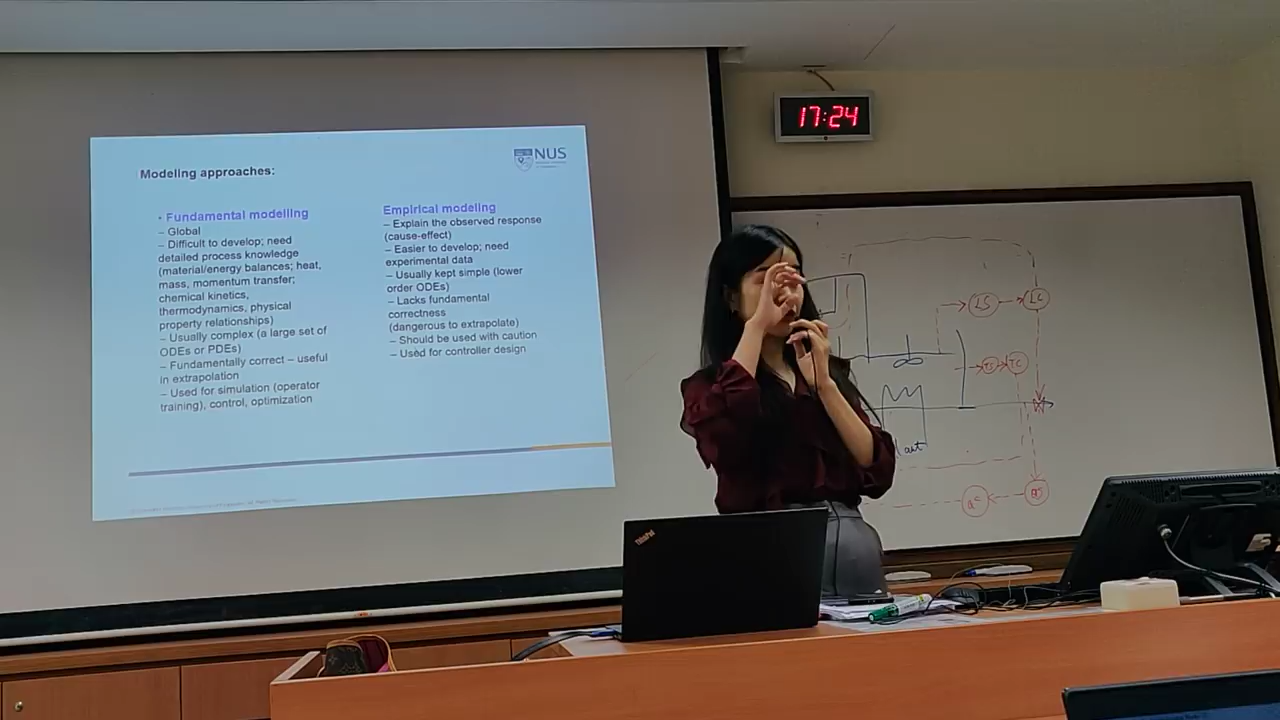 Modeling approaches:
NUS
• Fundamental modelling
– Global
– Difficult to develop; need
detailed process knowledge
(material/energy balances; heat,
mass, momentum transfer;
chemical kinetics,
thermodynamics, physical
property relationships)
– Usually complex (a large set of
ODEs or PDEs)
– Fundamentally correct – useful
in extrapolation
– Used for simulation (operator
training), control, optimization
Empirical modeling
– Explain the observed response
(cause-effect)
– Easier to develop; need
experimental data
– Usually kept simple (lower
order ODEs)
– Lacks fundamental
correctness
(dangerous to extrapolate)
– Should be used with caution
– Used for controller design
17:24
LS
LC
TS
TC
ThinkPad